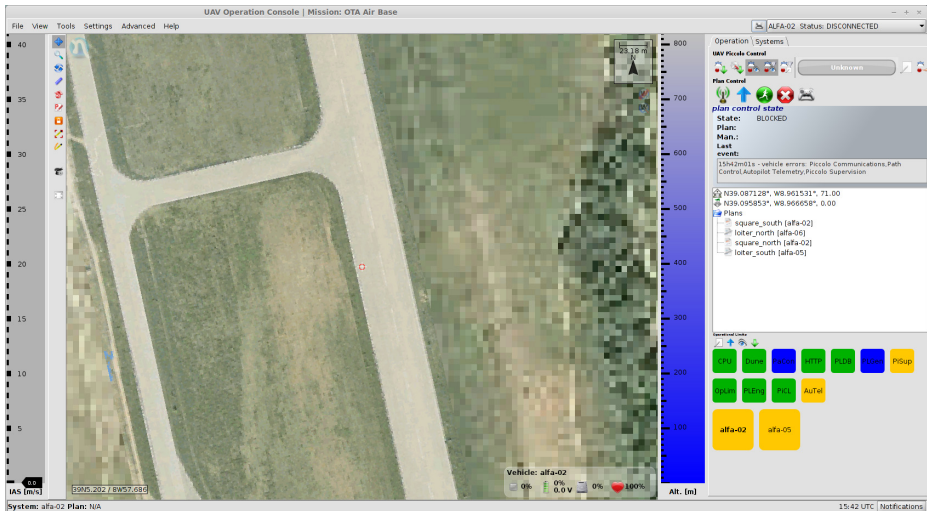 UAV Operation Console | Mission: OTA Air Base
File View Tools Settings Advanced Help
ALFA-02 Status: DISCONNECTED
40
35
30
25
20
15
10
5
0.0
IAS [m/s]
23.18 m
N
39N5.202 / 8W57.686
Vehicle: alfa-02
0% 0% 0.0 V 0% 100%
800
700
600
500
400
300
200
100
Alt. [m]
Operation Systems
UAV Piccolo Control
Unknown
Plan Control
plan control state
State: BLOCKED
Plan:
Man.:
Last
event:
15h42m01s - vehicle errors: Piccolo Communications,Path
Control,Autopilot Telemetry,Piccolo Supervision
N39.087128°, W8.961531°, 71.00
N39.095853°, W8.966658°, 0.00
Plans
square_south [alfa-02]
loiter_north [alfa-06]
square_north [alfa-02]
loiter_south [alfa-05]
Operational Limits
CPU Dune HTTP PLDB PiSup
OpLim PLEng PiCL AuTel
alfa-02 alfa-05
System: alfa-02 Plan: N/A
15:42 UTC Notifications